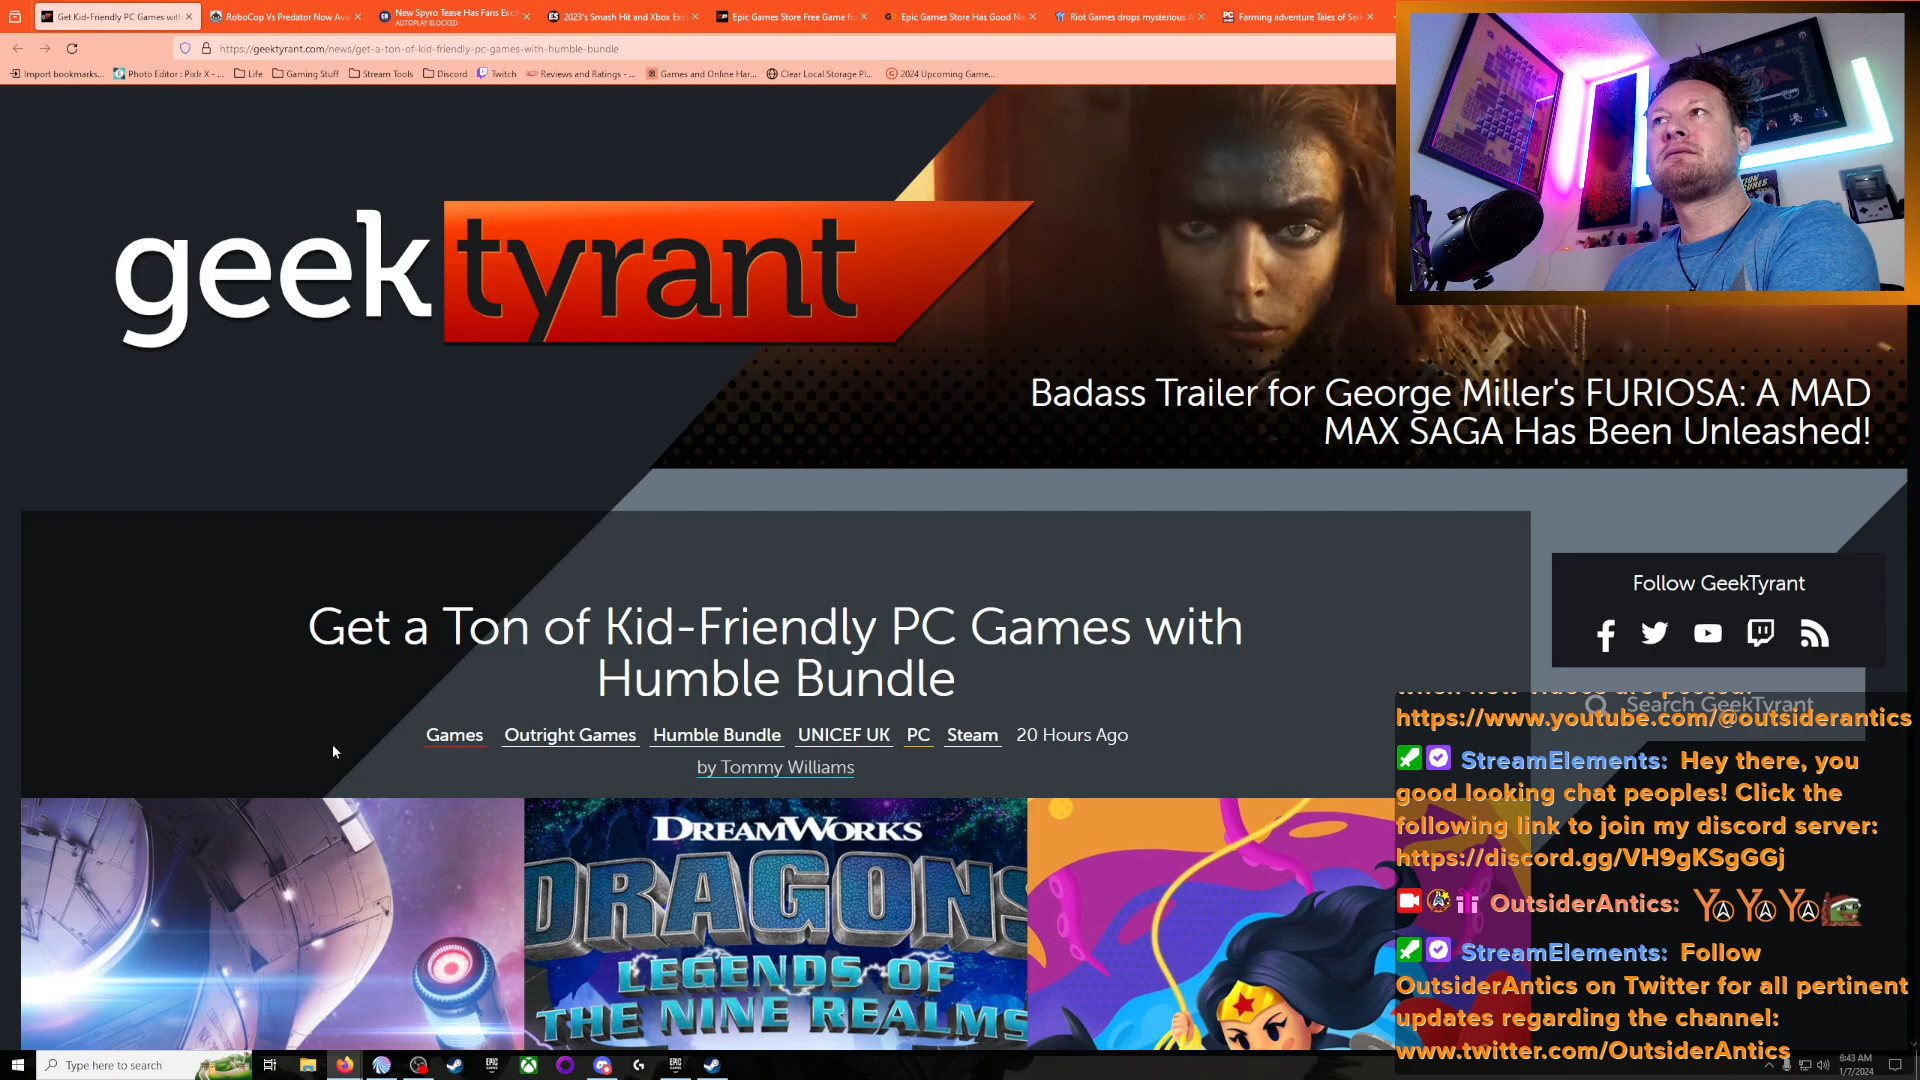 Get Kid-Friendly PC Games with
RoboCop Vs Predator Now Ava
New Spyro Tease Has Fans Exci
AUTOPLAY BLOCKED
2023's Smash Hit and Xbox Exc
Epic Games Store Free Game fo
Epic Games Store Has Good Ne
Riot Games drops mysterious
Farming adventure Tales of Sei
https://geektyrant.com/news/get-a-ton-of-kid-friendly-pc-games-with-humble-bundle
Import bookmarks...
Photo Editor : Pixlr X - ...
Life
Gaming Stuff
Stream Tools
Discord
Twitch
Reviews and Ratings - ...
Games and Online Har...
Clear Local Storage Pl...
2024 Upcoming Game...
geek tyrant
Badass Trailer for George Miller's FURIOSA: A MAD
MAX SAGA Has Been Unleashed!
Get a Ton of Kid-Friendly PC Games with
Humble Bundle
Games Outright Games Humble Bundle UNICEF UK PC Steam 20 Hours Ago
by Tommy Williams
Follow GeekTyrant
Search GeekTyrant
DREAMWORKS
DRAGONS
LEGENDS OF
THE NINE REALMS
https://www.youtube.com/@outsiderantics
StreamElements: Hey there, you
good looking chat peoples! Click the
following link to join my discord server:
https://discord.gg/VH9gKSgGGj
OutsiderAntics:
StreamElements: Follow
OutsiderAntics on Twitter for all pertinent
updates regarding the channel:
www.twitter.com/OutsiderAntics
Type here to search
6:43 AM
1/7/2024